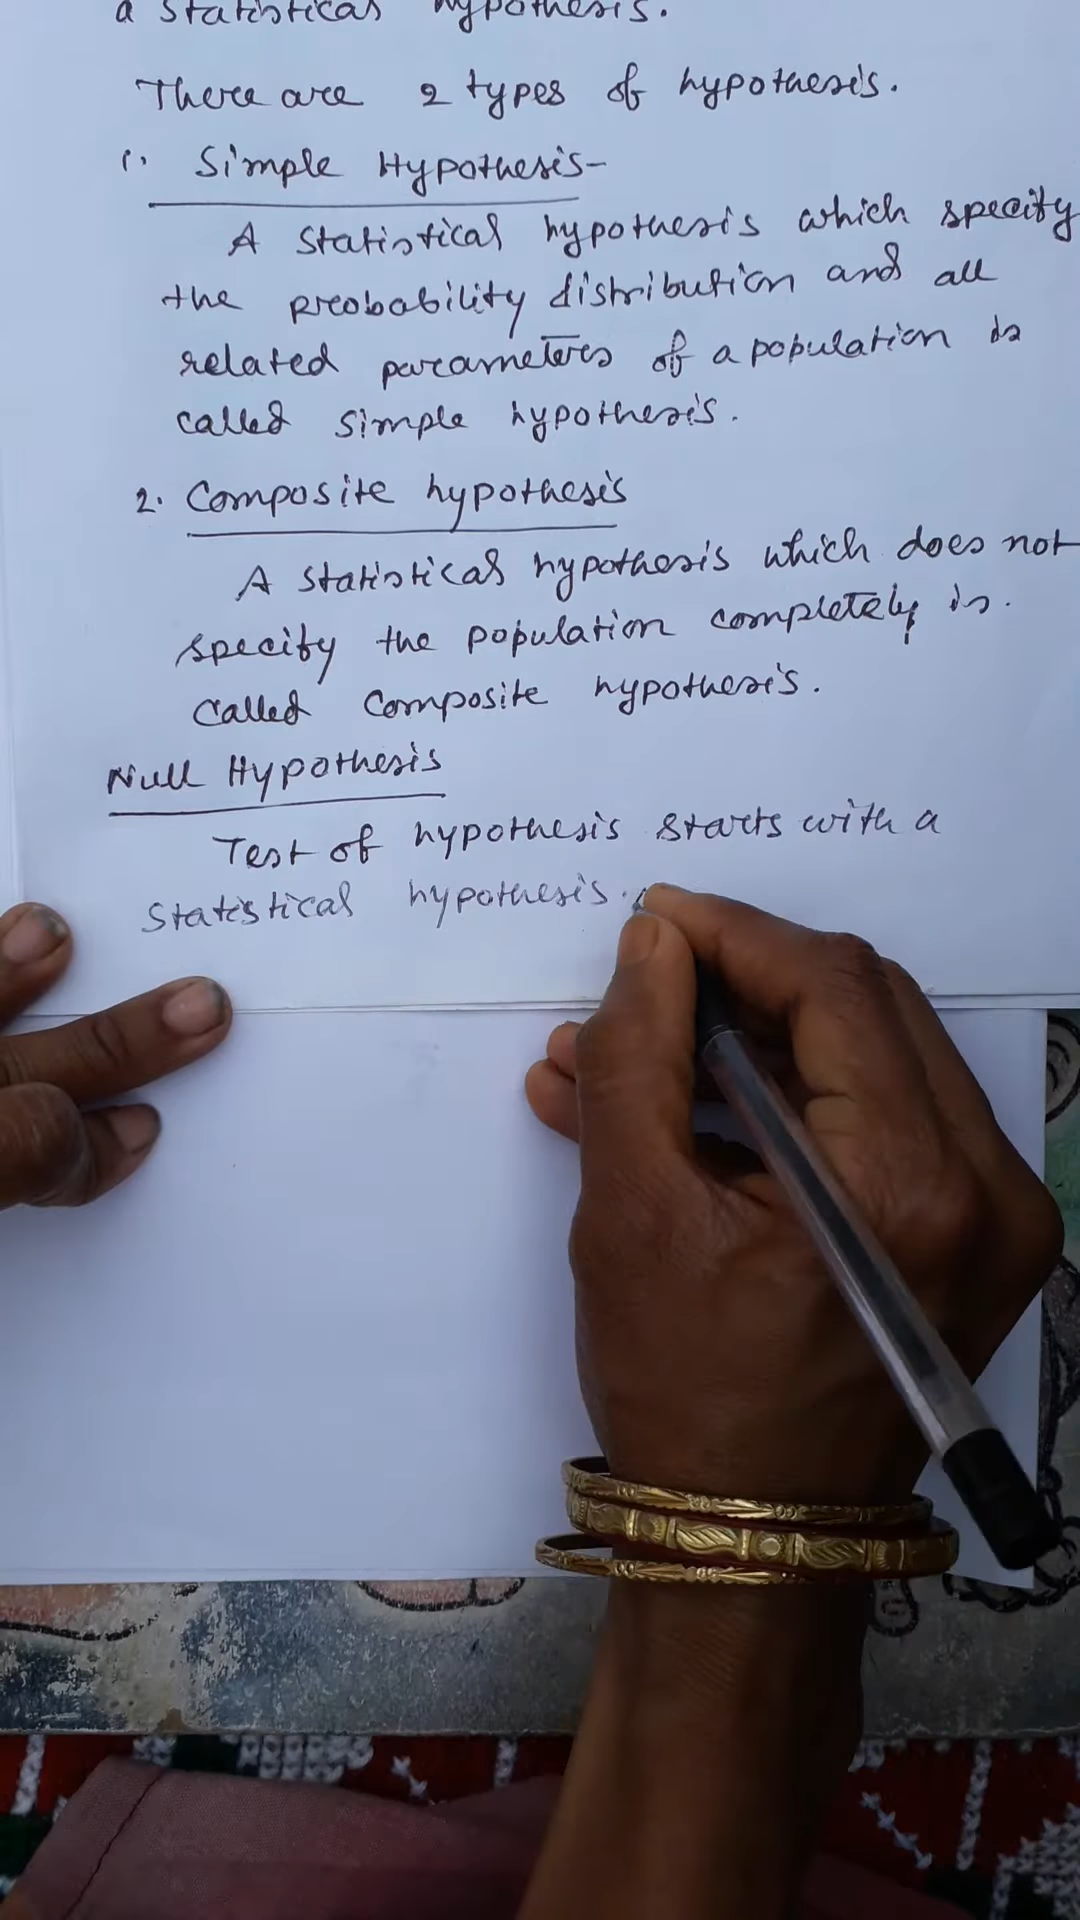 a statistical hypothesis.
There are 2 types of hypothesis.
1. Simple Hypothesis-
A statistical hypothesis which specify
the probability distribution and all
related parameters of a population is
called simple hypothesis.
2. Composite hypothesis
A statistical hypothesis which does not
specify the population completely is.
called composite hypothesis.
Null Hypothesis
Test of hypothesis starts with a
statistical hypothesis.